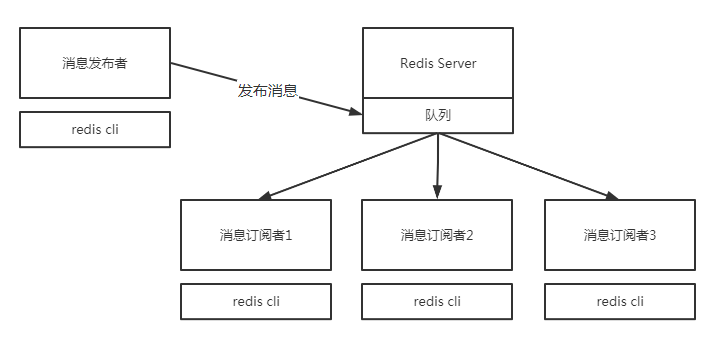 消息发布者
Redis Server
发布消息
队列
redis cli
消息订阅者1
消息订阅者2
消息订阅者3
redis cli
redis cli
redis cli